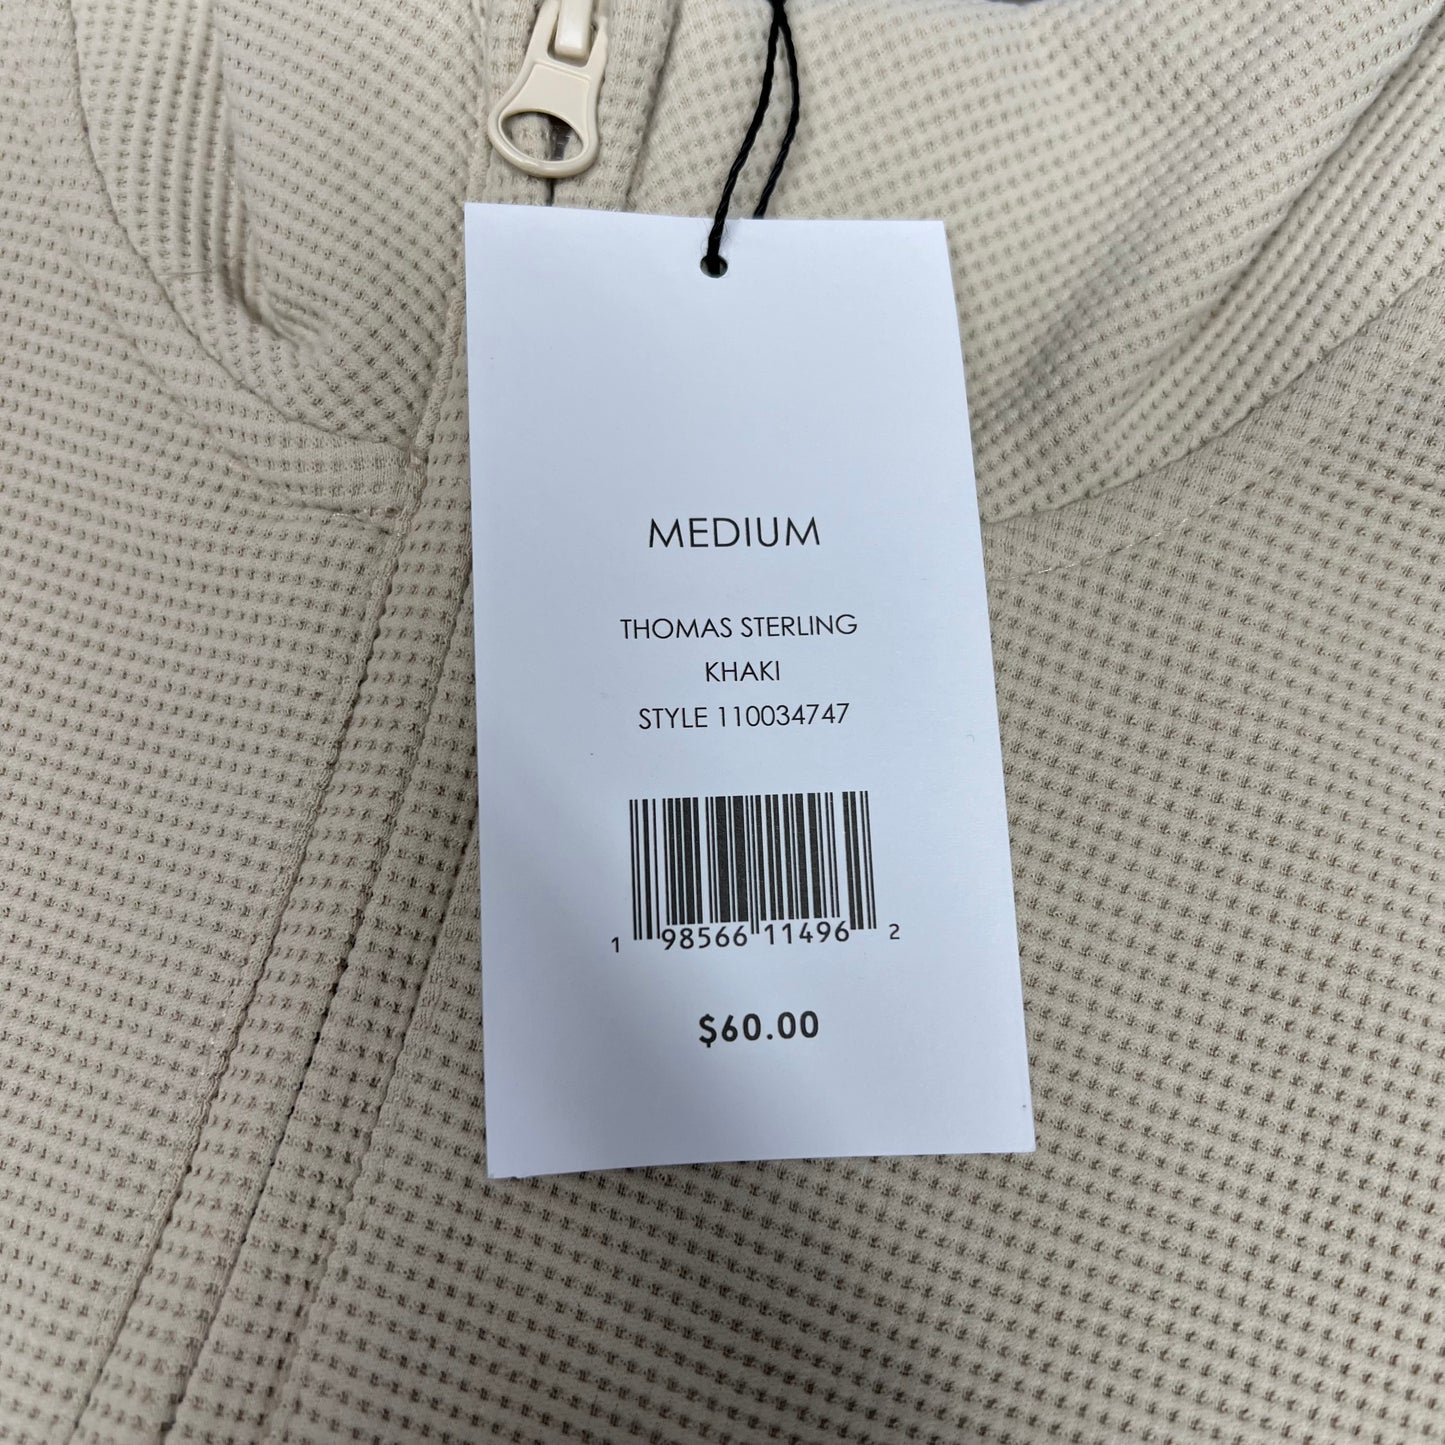 MEDIUM
THOMAS STERLING
KHAKI
STYLE 110034747
1 98566 11496 2
$60.00